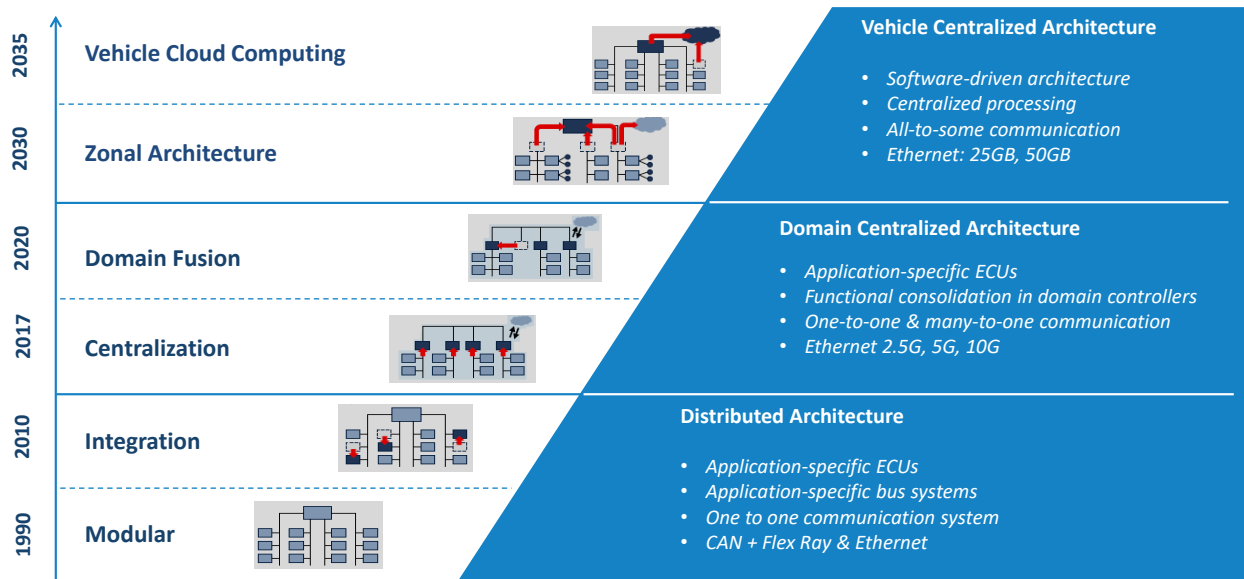 2035
Vehicle Cloud Computing
Vehicle Centralized Architecture
• Software-driven architecture
• Centralized processing
• All-to-some communication
• Ethernet: 25GB, 50GB
2030
Zonal Architecture
2020
Domain Fusion
Domain Centralized Architecture
• Application-specific ECUs
• Functional consolidation in domain controllers
• One-to-one & many-to-one communication
• Ethernet 2.5G, 5G, 10G
2017
Centralization
2010
Integration
Distributed Architecture
• Application-specific ECUs
• Application-specific bus systems
• One to one communication system
• CAN + Flex Ray & Ethernet
1990
Modular